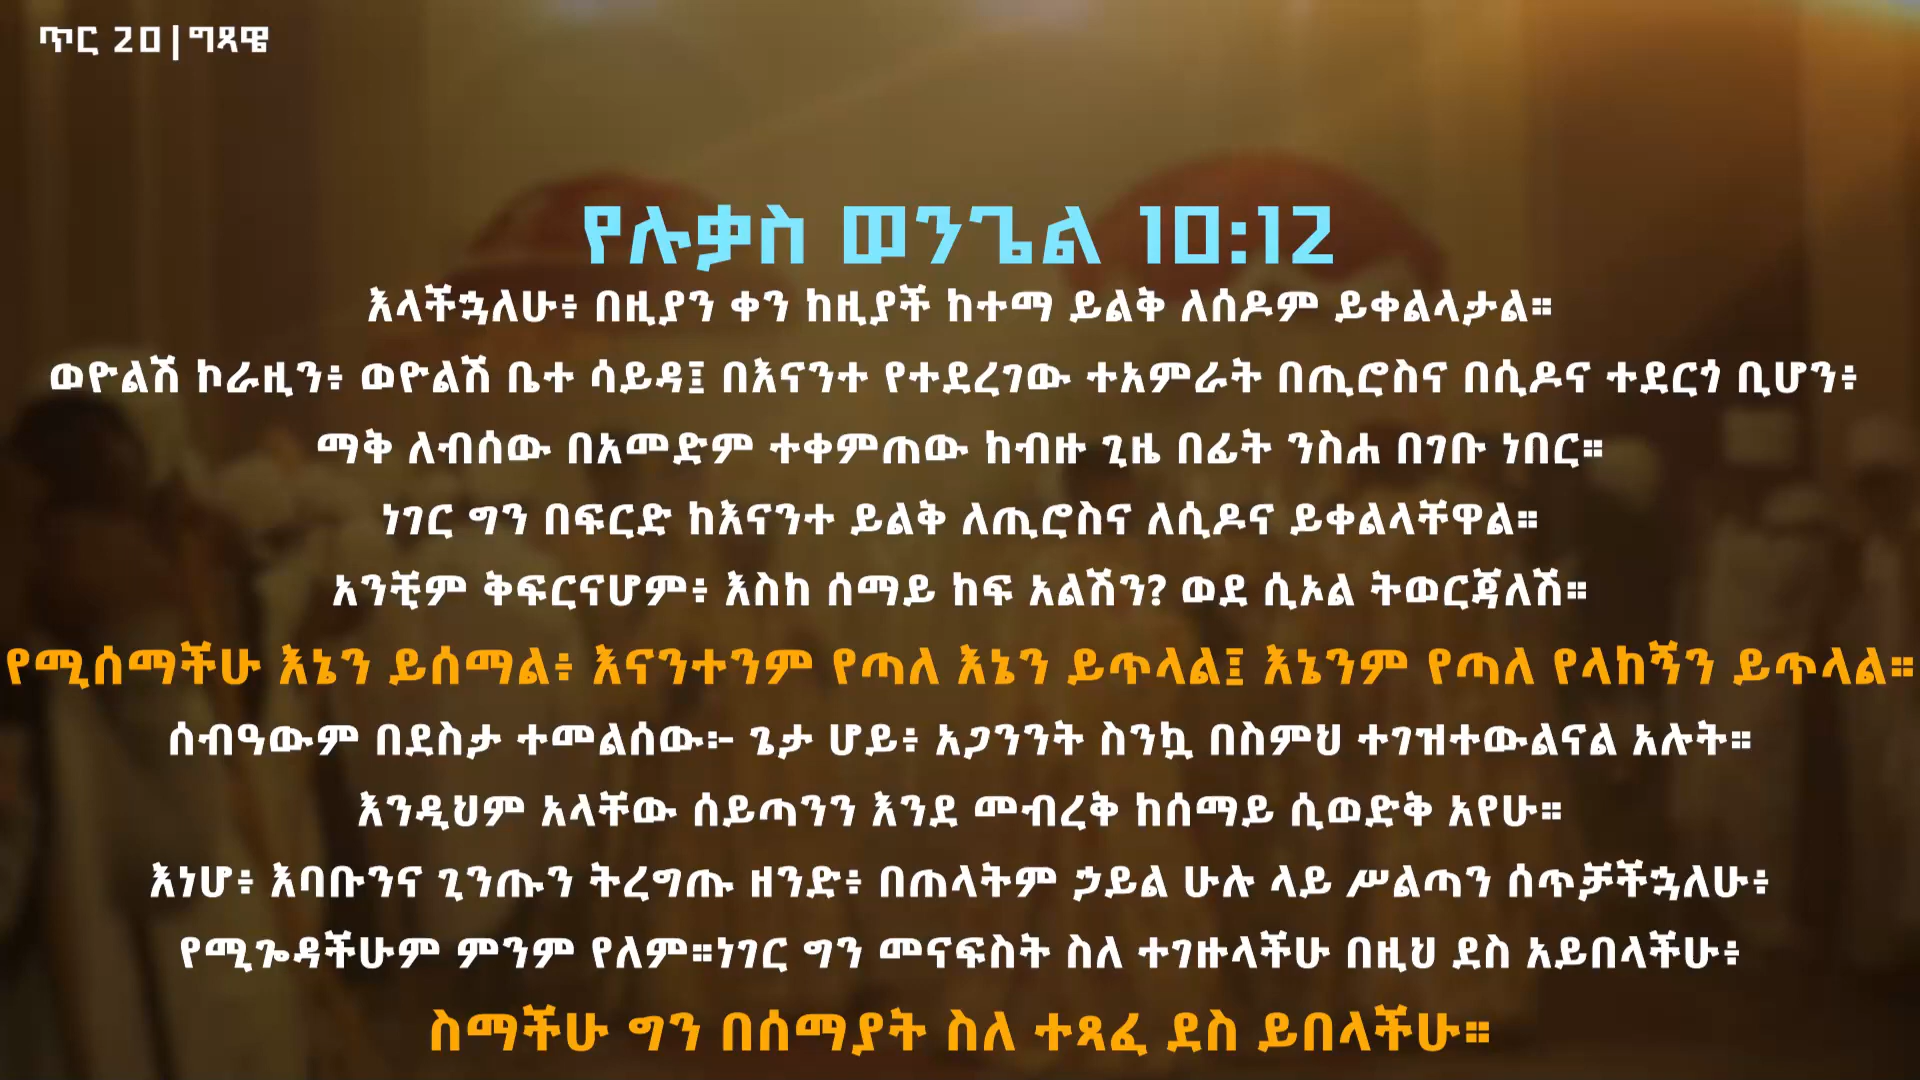 ጥር 20|ግጻዌ
የሉቃስ ወንጌል 10:12
እላችኋለሁ፥ በዚያን ቀን ከዚያች ከተማ ይልቅ ለሰዶም ይቀልላታል።
ወዮልሽ ኮራዚን፥ ወዮልሽ ቤተ ሳይዳ፤ በእናንተ የተደረገው ተአምራት በጢሮስና በሲዶና ተደርጎ ቢሆን፥
ማቅ ለብሰው በአመድም ተቀምጠው ከብዙ ጊዜ በፊት ንስሐ በገቡ ነበር።
ነገር ግን በፍርድ ከእናንተ ይልቅ ለጢሮስና ለሲዶና ይቀልላቸዋል።
አንቺም ቅፍርናሆም፥ እስከ ሰማይ ከፍ አልሽን? ወደ ሲኦል ትወርጃለሽ።
የሚሰማችሁ እኔን ይሰማል፥ እናንተንም የጣለ እኔን ይጥላል፤ እኔንም የጣለ የላከኝን ይጥላል።
ሰብዓውም በደስታ ተመልሰው፦ ጌታ ሆይ፥ አጋንንት ስንኳ በስምህ ተገዝተውልናል አሉት።
እንዲህም አላቸው ሰይጣንን እንደ መብረቅ ከሰማይ ሲወድቅ አየሁ።
እነሆ፥ እባቡንና ጊንጡን ትረግጡ ዘንድ፥ በጠላትም ኃይል ሁሉ ላይ ሥልጣን ሰጥቻችኋለሁ፥
የሚጐዳችሁም ምንም የለም።ነገር ግን መናፍስት ስለ ተገዙላችሁ በዚህ ደስ አይበላችሁ፥
ስማችሁ ግን በሰማያት ስለ ተጻፈ ደስ ይበላችሁ።